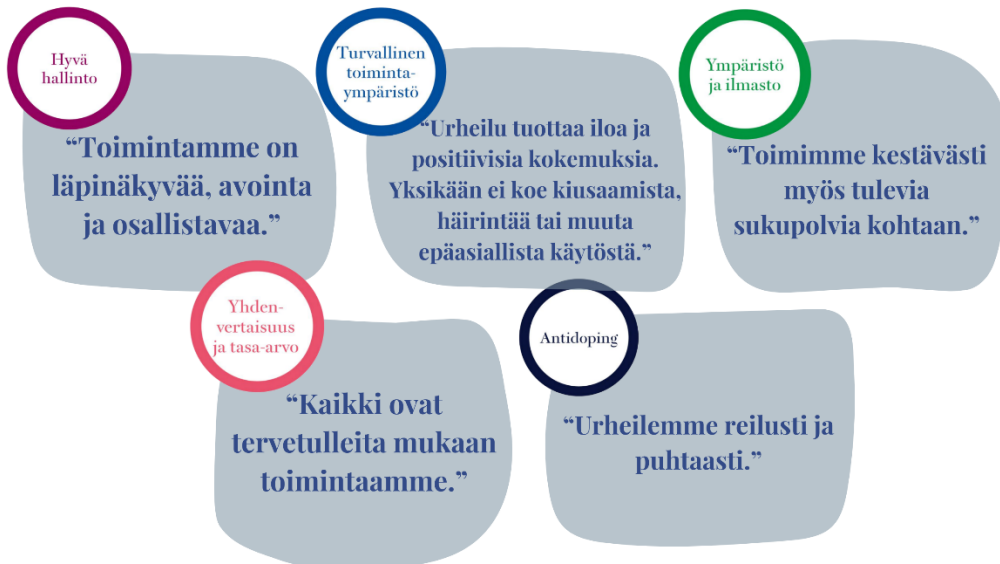 Hyvä
hallinto
“Toimintamme on
läpinäkyvää, avointa
ja osallistavaa.”
Turvallinen
toiminta-
ympäristö
“Urheilu tuottaa iloa ja
positiivisia kokemuksia.
Yksikään ei koe kiusaamista,
häirintää tai muuta
epäasiallista käytöstä.”
Ympäristö
ja ilmasto
“Toimimme kestävästi
myös tulevia
sukupolvia kohtaan.”
Yhden-
vertaisuus
ja tasa-arvo
“Kaikki ovat
tervetulleita mukaan
toimintaamme.”
Antidoping
“Urheilemme reilusti ja
puhtaasti.”